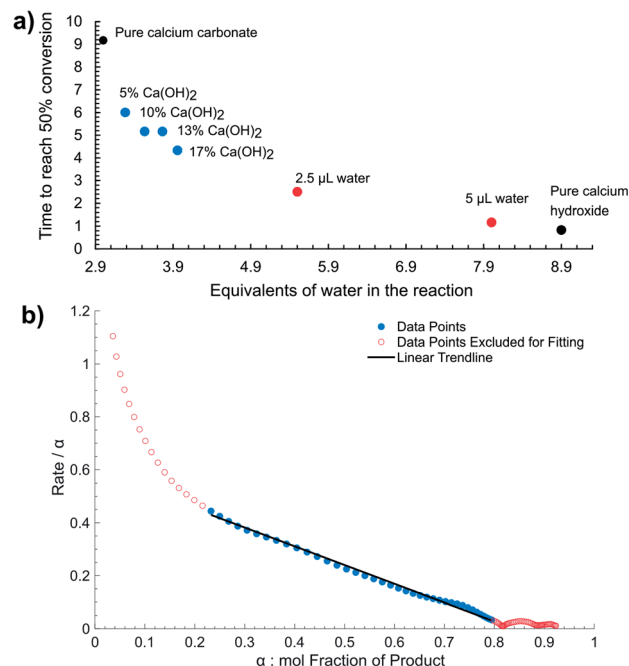 a)
Time to reach 50% conversion
10
9
8
7
6
5
4
3
2
1
0
Pure calcium carbonate
5% Ca(OH)2
10% Ca(OH)2
13% Ca(OH)2
17% Ca(OH)2
2.5 µL water
5 µL water
Pure calcium
hydroxide
2.9 3.9 4.9 5.9 6.9 7.9 8.9
Equivalents of water in the reaction
b)
Rate / α
1.2
1
0.8
0.6
0.4
0.2
0
Data Points
Data Points Excluded for Fitting
Linear Trendline
0 0.1 0.2 0.3 0.4 0.5 0.6 0.7 0.8 0.9 1
α : mol Fraction of Product